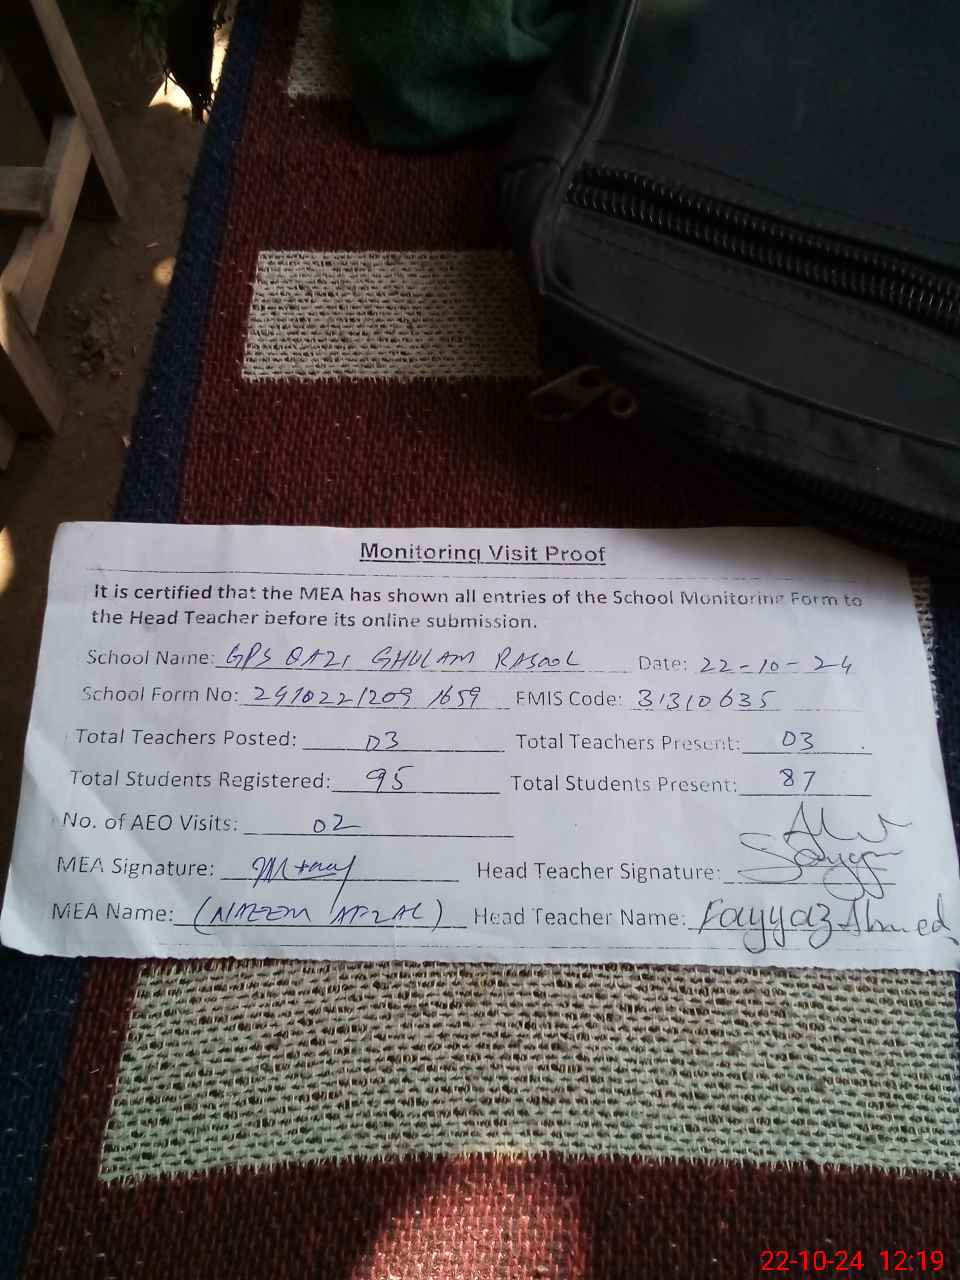 Monitoring Visit Proof
It is certified that the MEA has shown all entries of the School Monitoring Form to
the Head Teacher before its online submission.
School Name: GPS QAZI GHULAM RASOOL Date: 22-10-24
School Form No: 2910221209 1659 EMIS Code: 31310635
Total Teachers Posted: 03 Total Teachers Present: 03
Total Students Registered: 95 Total Students Present: 87
No. of AEO Visits: 02
MEA Signature: Head Teacher Signature:
MEA Name: (NAEEM AFZAL) Head Teacher Name: Fayyaz Ahmed
22-10-24 12:19